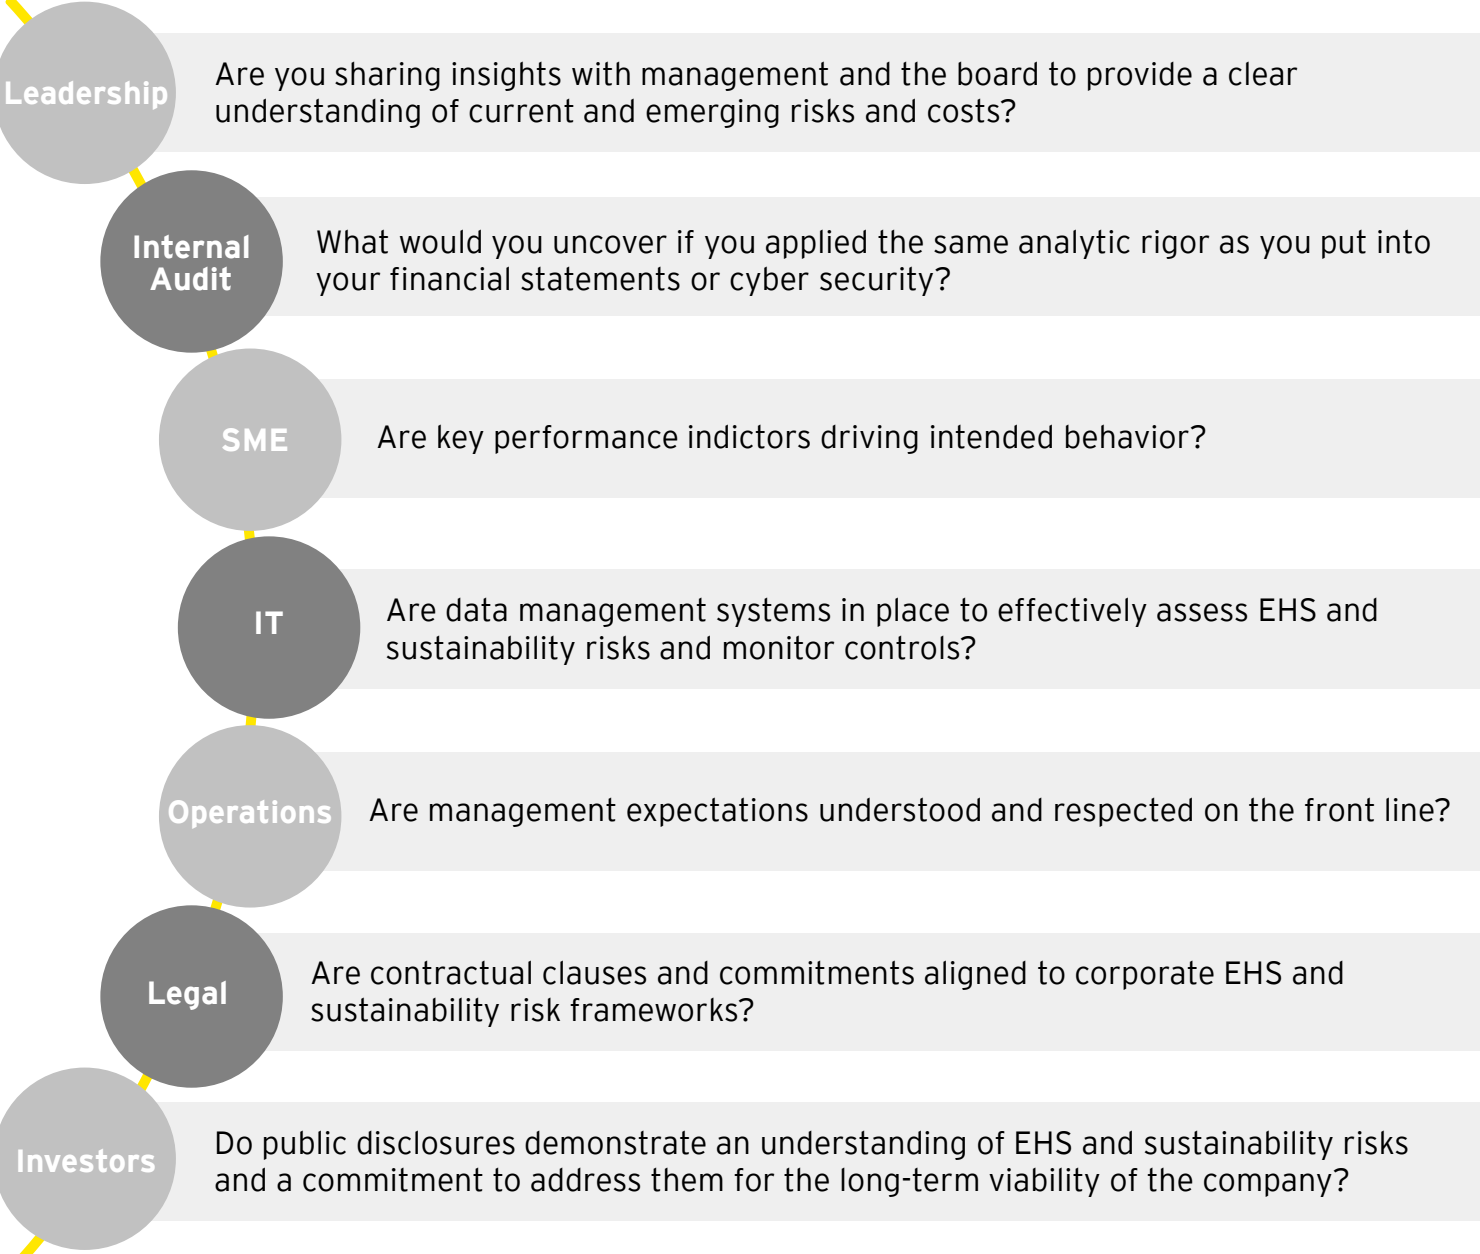 Leadership
Are you sharing insights with management and the board to provide a clear
understanding of current and emerging risks and costs?
Internal
Audit
What would you uncover if you applied the same analytic rigor as you put into
your financial statements or cyber security?
SME
Are key performance indictors driving intended behavior?
IT
Are data management systems in place to effectively assess EHS and
sustainability risks and monitor controls?
Operations
Are management expectations understood and respected on the front line?
Legal
Are contractual clauses and commitments aligned to corporate EHS and
sustainability risk frameworks?
Investors
Do public disclosures demonstrate an understanding of EHS and sustainability risks
and a commitment to address them for the long-term viability of the company?